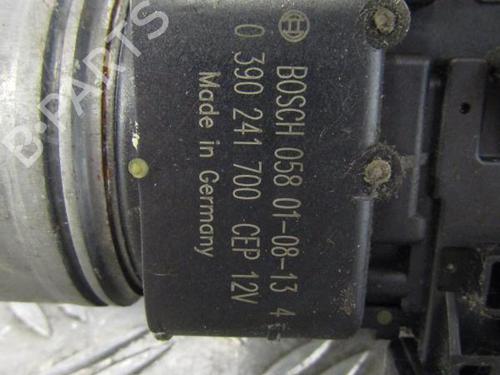 BOSCH 058 01-08-13 4
0 390 241 700 CEP 12V
Made in Germany
B-PARTS